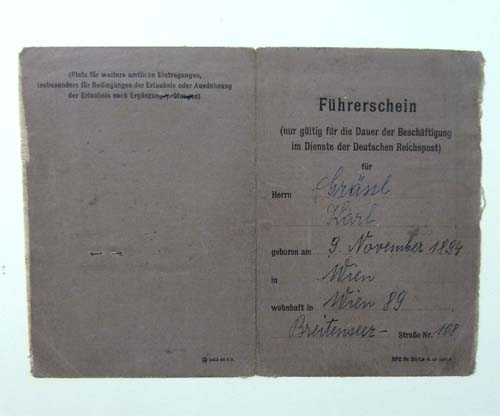 (Platz für weitere amtliche Eintragungen,
insbesondere für Bedingungen der Erlaubnis oder Ausdehnung
der Erlaubnis nach Ergänzungsprüfungen)
Führerschein
(nur gültig für die Dauer der Beschäftigung
im Dienste der Deutschen Reichspost)
für
Herrn Grässl
Karl
geboren am 9. November 1894
in Wien
wohnhaft in Wien 89
Breitenseer- Straße Nr. 108